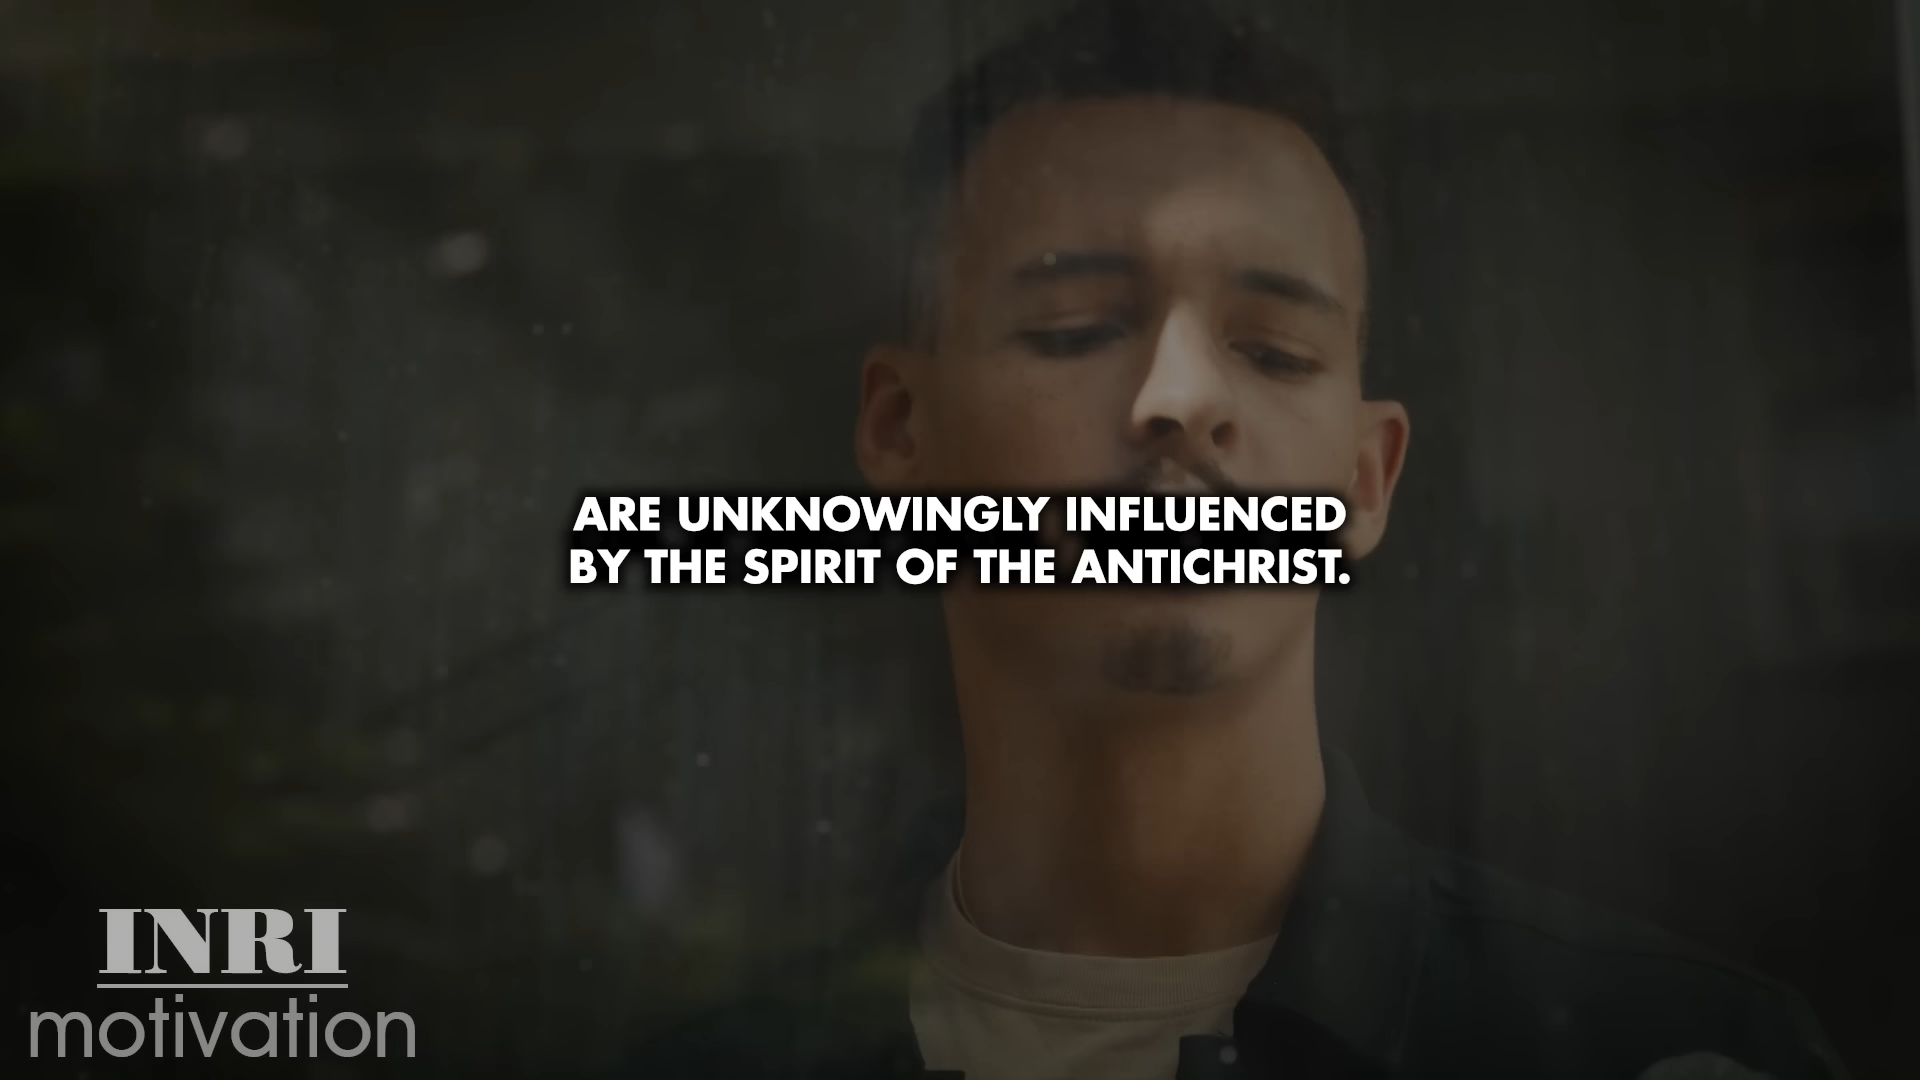 ARE UNKNOWINGLY INFLUENCED
BY THE SPIRIT OF THE ANTICHRIST.
INRI
motivation